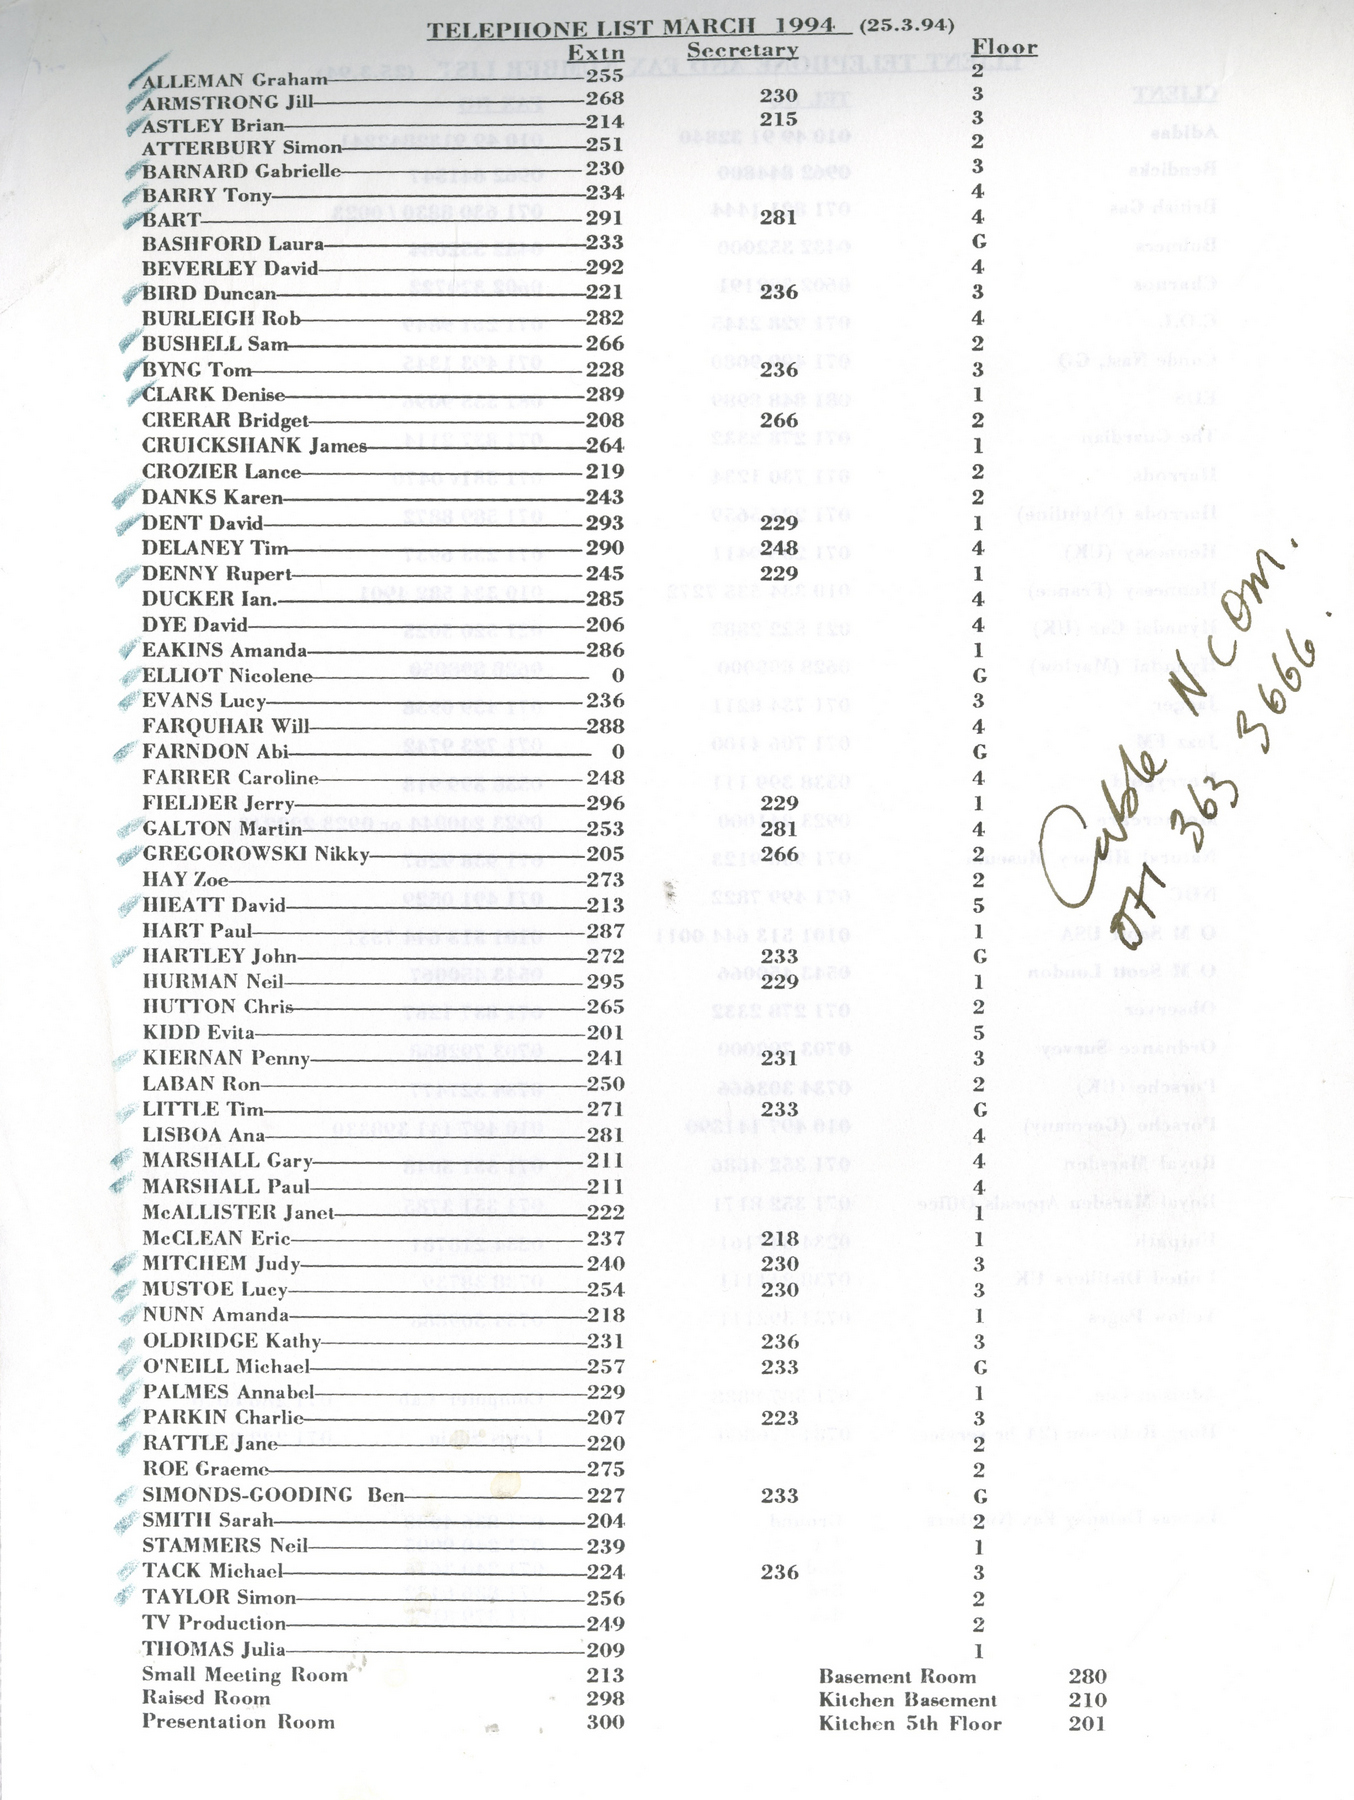 TELEPHONE LIST MARCH 1994 (25.3.94)
Extn Secretary Floor
ALLEMAN Graham 255 2
ARMSTRONG Jill 268 230 3
ASTLEY Brian 214 215 3
ATTERBURY Simon 251 2
BARNARD Gabrielle 230 3
BARRY Tony 234 4
BART 291 281 4
BASHFORD Laura 233 G
BEVERLEY David 292 4
BIRD Duncan 221 236 3
BURLEIGH Rob 282 4
BUSHELL Sam 266 2
BYNG Tom 228 236 3
CLARK Denise 289 1
CRERAR Bridget 208 266 2
CRUICKSHANK James 264 1
CROZIER Lance 219 2
DANKS Karen 243 2
DENT David 293 229 1
DELANEY Tim 290 248 4
DENNY Rupert 245 229 1
DUCKER Ian. 285 4
DYE David 206 4
EAKINS Amanda 286 1
ELLIOT Nicolene 0 G
EVANS Lucy 236 3
FARQUHAR Will 288 4
FARNDON Abi 0 G
FARRER Caroline 248 4
FIELDER Jerry 296 229 1
GALTON Martin 253 281 4
GREGOROWSKI Nikky 205 266 2
HAY Zoe 273 2
HIEATT David 213 5
HART Paul 287 1
HARTLEY John 272 233 G
HURMAN Neil 295 229 1
HUTTON Chris 265 2
KIDD Evita 201 5
KIERNAN Penny 241 231 3
LABAN Ron 250 2
LITTLE Tim 271 233 G
LISBOA Ana 281 4
MARSHALL Gary 211 4
MARSHALL Paul 211 4
McALLISTER Janet 222 1
McCLEAN Eric 237 218 1
MITCHEM Judy 240 230 3
MUSTOE Lucy 254 230 3
NUNN Amanda 218 1
OLDRIDGE Kathy 231 236 3
O'NEILL Michael 257 233 G
PALMES Annabel 229 1
PARKIN Charlie 207 223 3
RATTLE Jane 220 2
ROE Graeme 275 2
SIMONDS-GOODING Ben 227 233 G
SMITH Sarah 204 2
STAMMERS Neil 239 1
TACK Michael 224 236 3
TAYLOR Simon 256 2
TV Production 249 2
THOMAS Julia 209 1
Small Meeting Room 213 Basement Room 280
Raised Room 298 Kitchen Basement 210
Presentation Room 300 Kitchen 5th Floor 201
Cable N Com.
071 363 3666.